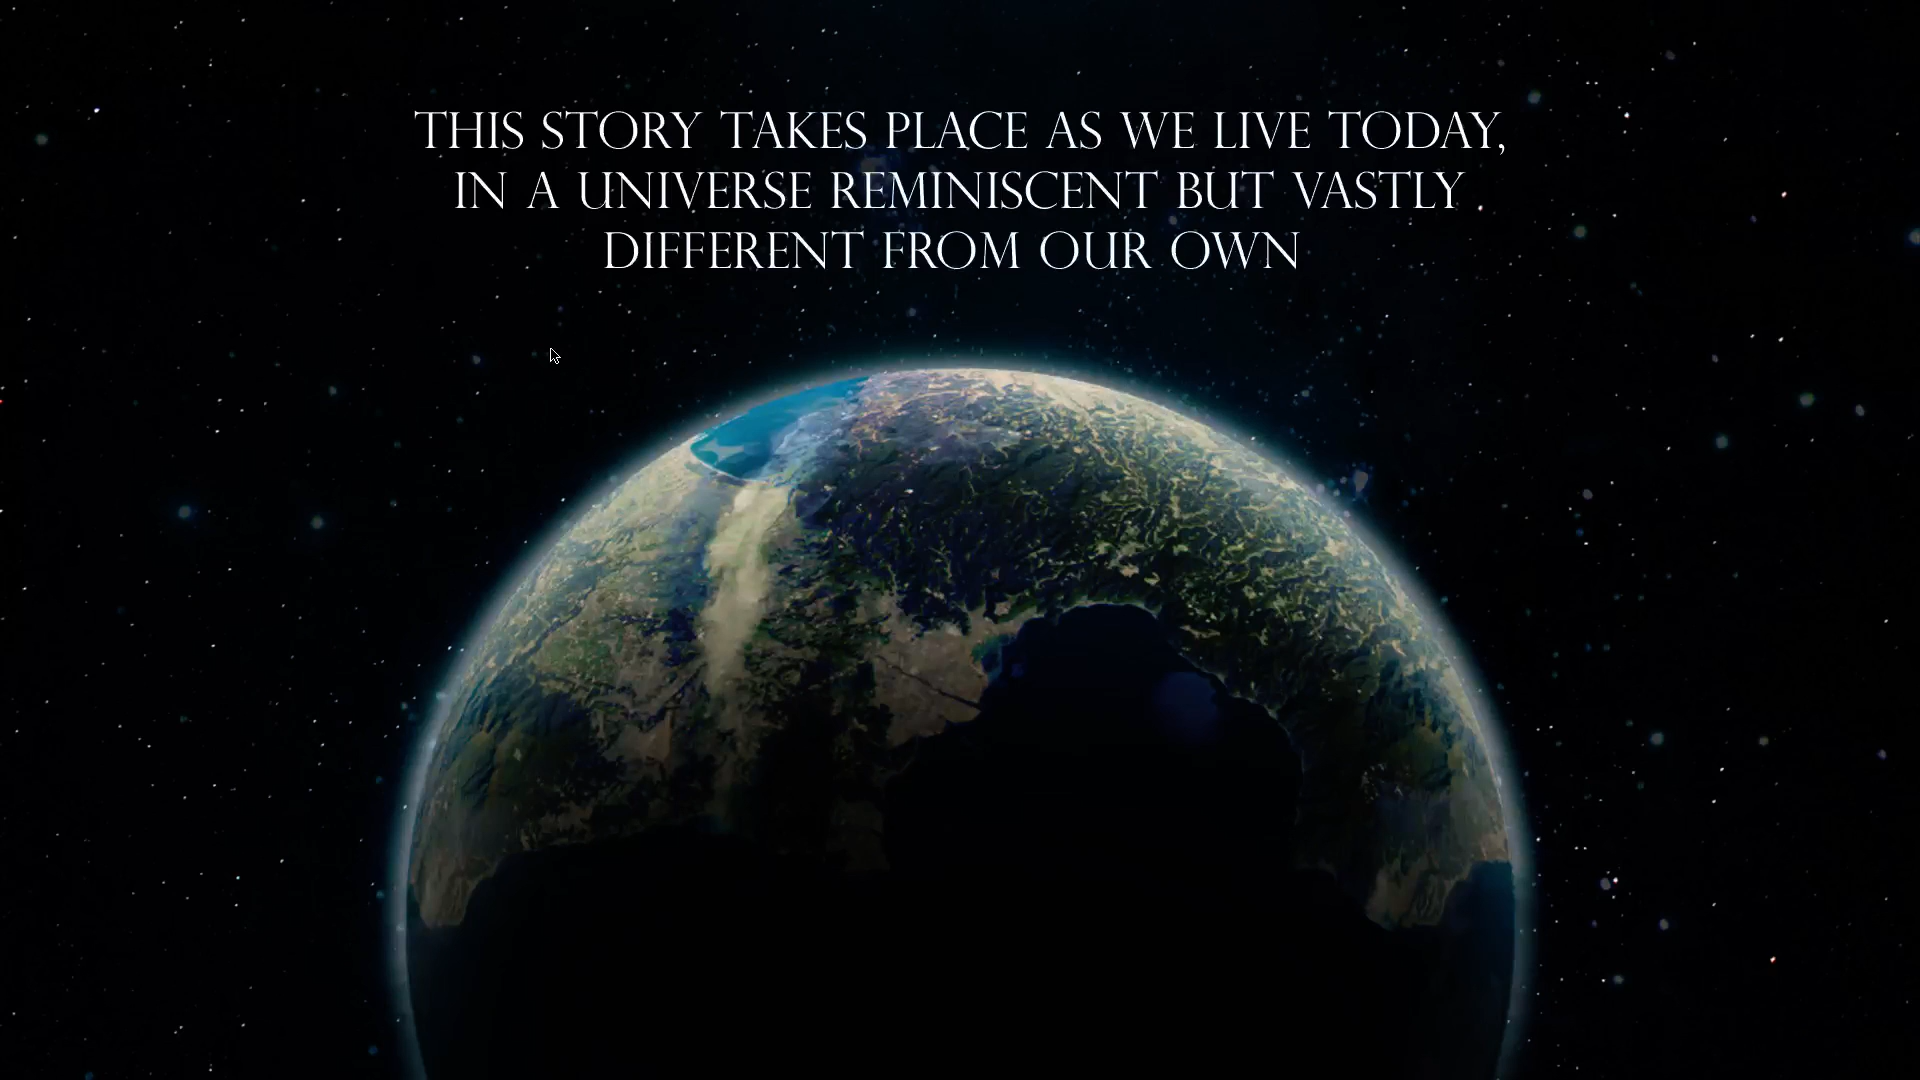 THIS STORY TAKES PLACE AS WE LIVE TODAY,
IN A UNIVERSE REMINISCENT BUT VASTLY
DIFFERENT FROM OUR OWN